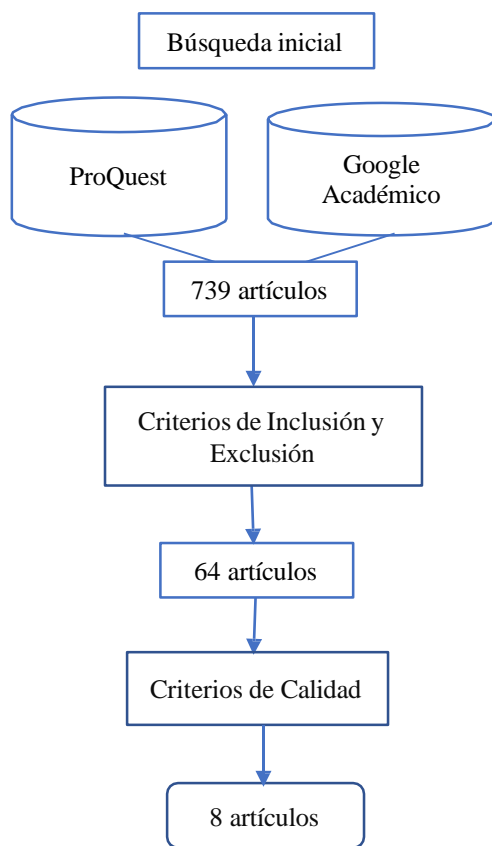 Búsqueda inicial
ProQuest
Google
Académico
739 artículos
Criterios de Inclusión y
Exclusión
64 artículos
Criterios de Calidad
8 artículos